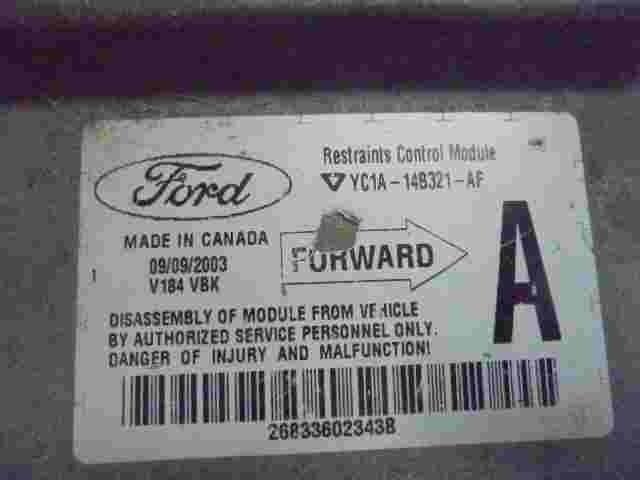 Ford
Restraints Control Module
YC1A-14B321-AF
MADE IN CANADA
09/09/2003
V184 VBK
FORWARD
A
DISASSEMBLY OF MODULE FROM VEHICLE
BY AUTHORIZED SERVICE PERSONNEL ONLY.
DANGER OF INJURY AND MALFUNCTION!
268336023438